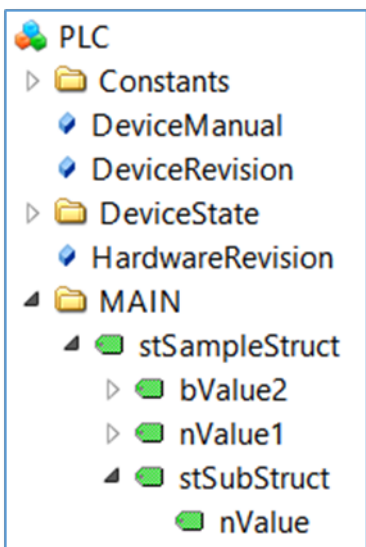 PLC
Constants
DeviceManual
DeviceRevision
DeviceState
HardwareRevision
MAIN
stSampleStruct
bValue2
nValue1
stSubStruct
nValue